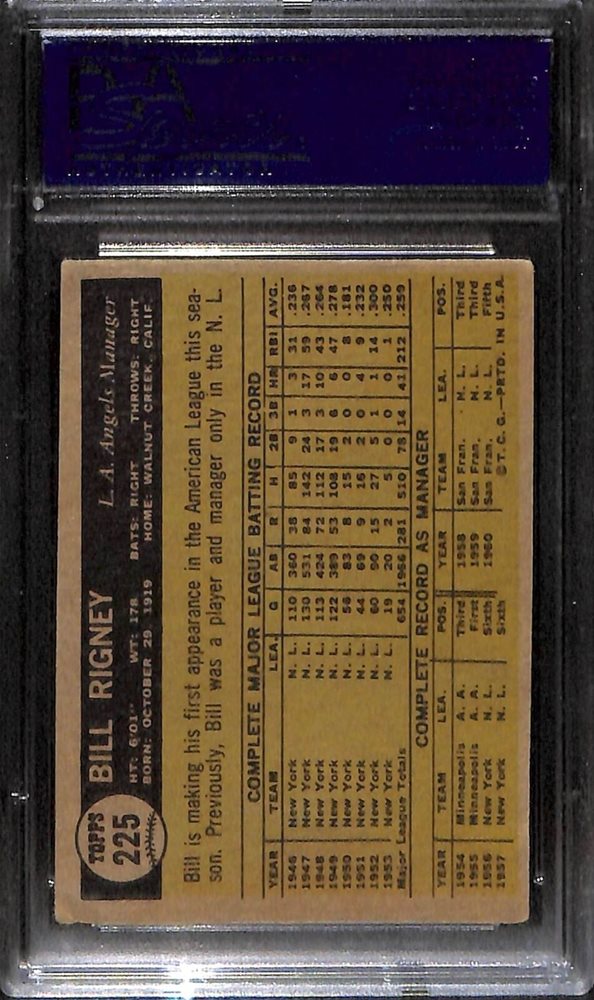 TOPPS
225
BILL RIGNEY
L. A. Angels Manager
HT: 6'01" WT: 178 BATS: RIGHT THROWS: RIGHT
BORN: OCTOBER 29 1919 HOME: WALNUT CREEK, CALIF.
Bill is making his first appearance in the American League this sea-
son. Previously, Bill was a player and manager only in the N. L.
COMPLETE MAJOR LEAGUE BATTING RECORD
YEAR TEAM LEA. G AB R H 2B 3B HR RBI AVG.
1946 New York N. L. 110 360 38 85 9 1 3 31 .236
1947 New York N. L. 130 531 84 142 24 3 17 59 .267
1948 New York N. L. 113 424 72 112 17 3 10 43 .264
1949 New York N. L. 122 389 53 108 19 6 6 47 .278
1950 New York N. L. 56 83 8 15 2 0 0 8 .181
1951 New York N. L. 44 69 9 16 2 0 4 9 .232
1952 New York N. L. 60 90 15 27 5 1 1 14 .300
1953 New York N. L. 19 20 2 5 0 0 0 1 .250
Major League Totals 654 1966 281 510 78 14 41 212 .259
COMPLETE RECORD AS MANAGER
YEAR TEAM LEA. POS. YEAR TEAM LEA. POS.
1954 Minneapolis A. A. Third 1958 San Fran. N. L. Third
1955 Minneapolis A. A. First 1959 San Fran. N. L. Third
1956 New York N. L. Sixth 1960 San Fran. N. L. Fifth
1957 New York N. L. Sixth ©T. C. G.—PRTD. IN U.S.A.